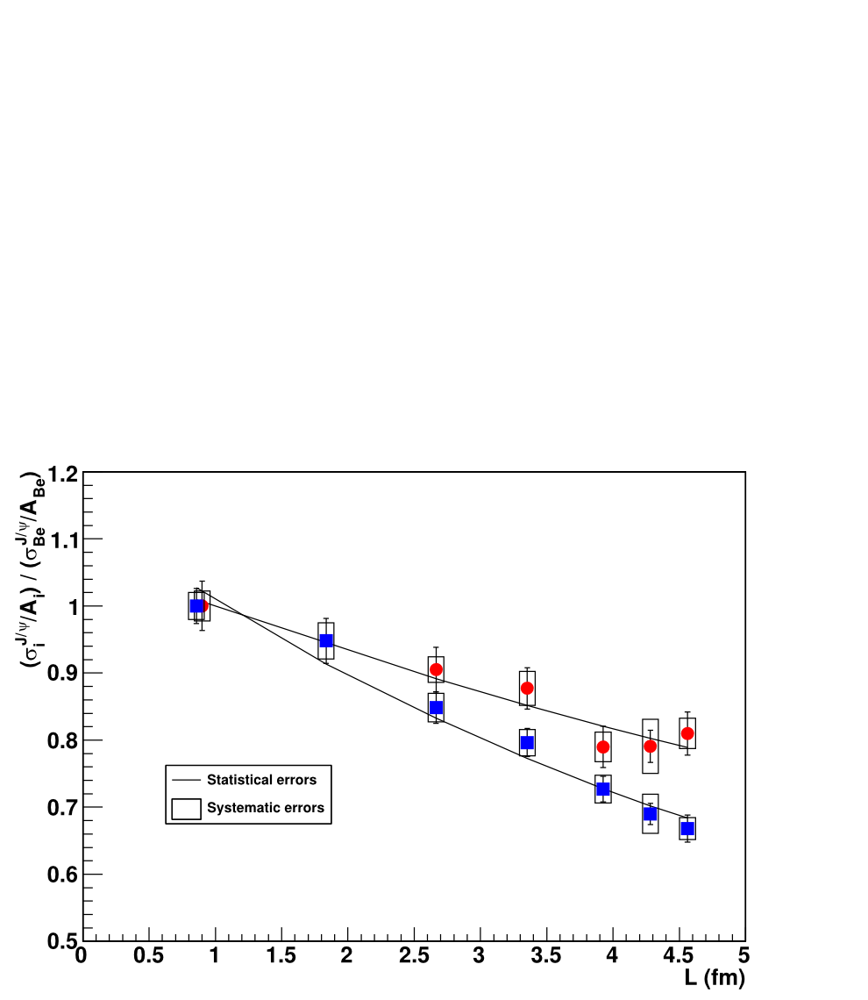 (σ_i^J/ψ/A_i) / (σ_Be^J/ψ/A_Be)
1.2
1.1
1
0.9
0.8
0.7
0.6
0.5
Statistical errors
Systematic errors
0 0.5 1 1.5 2 2.5 3 3.5 4 4.5 5
L (fm)